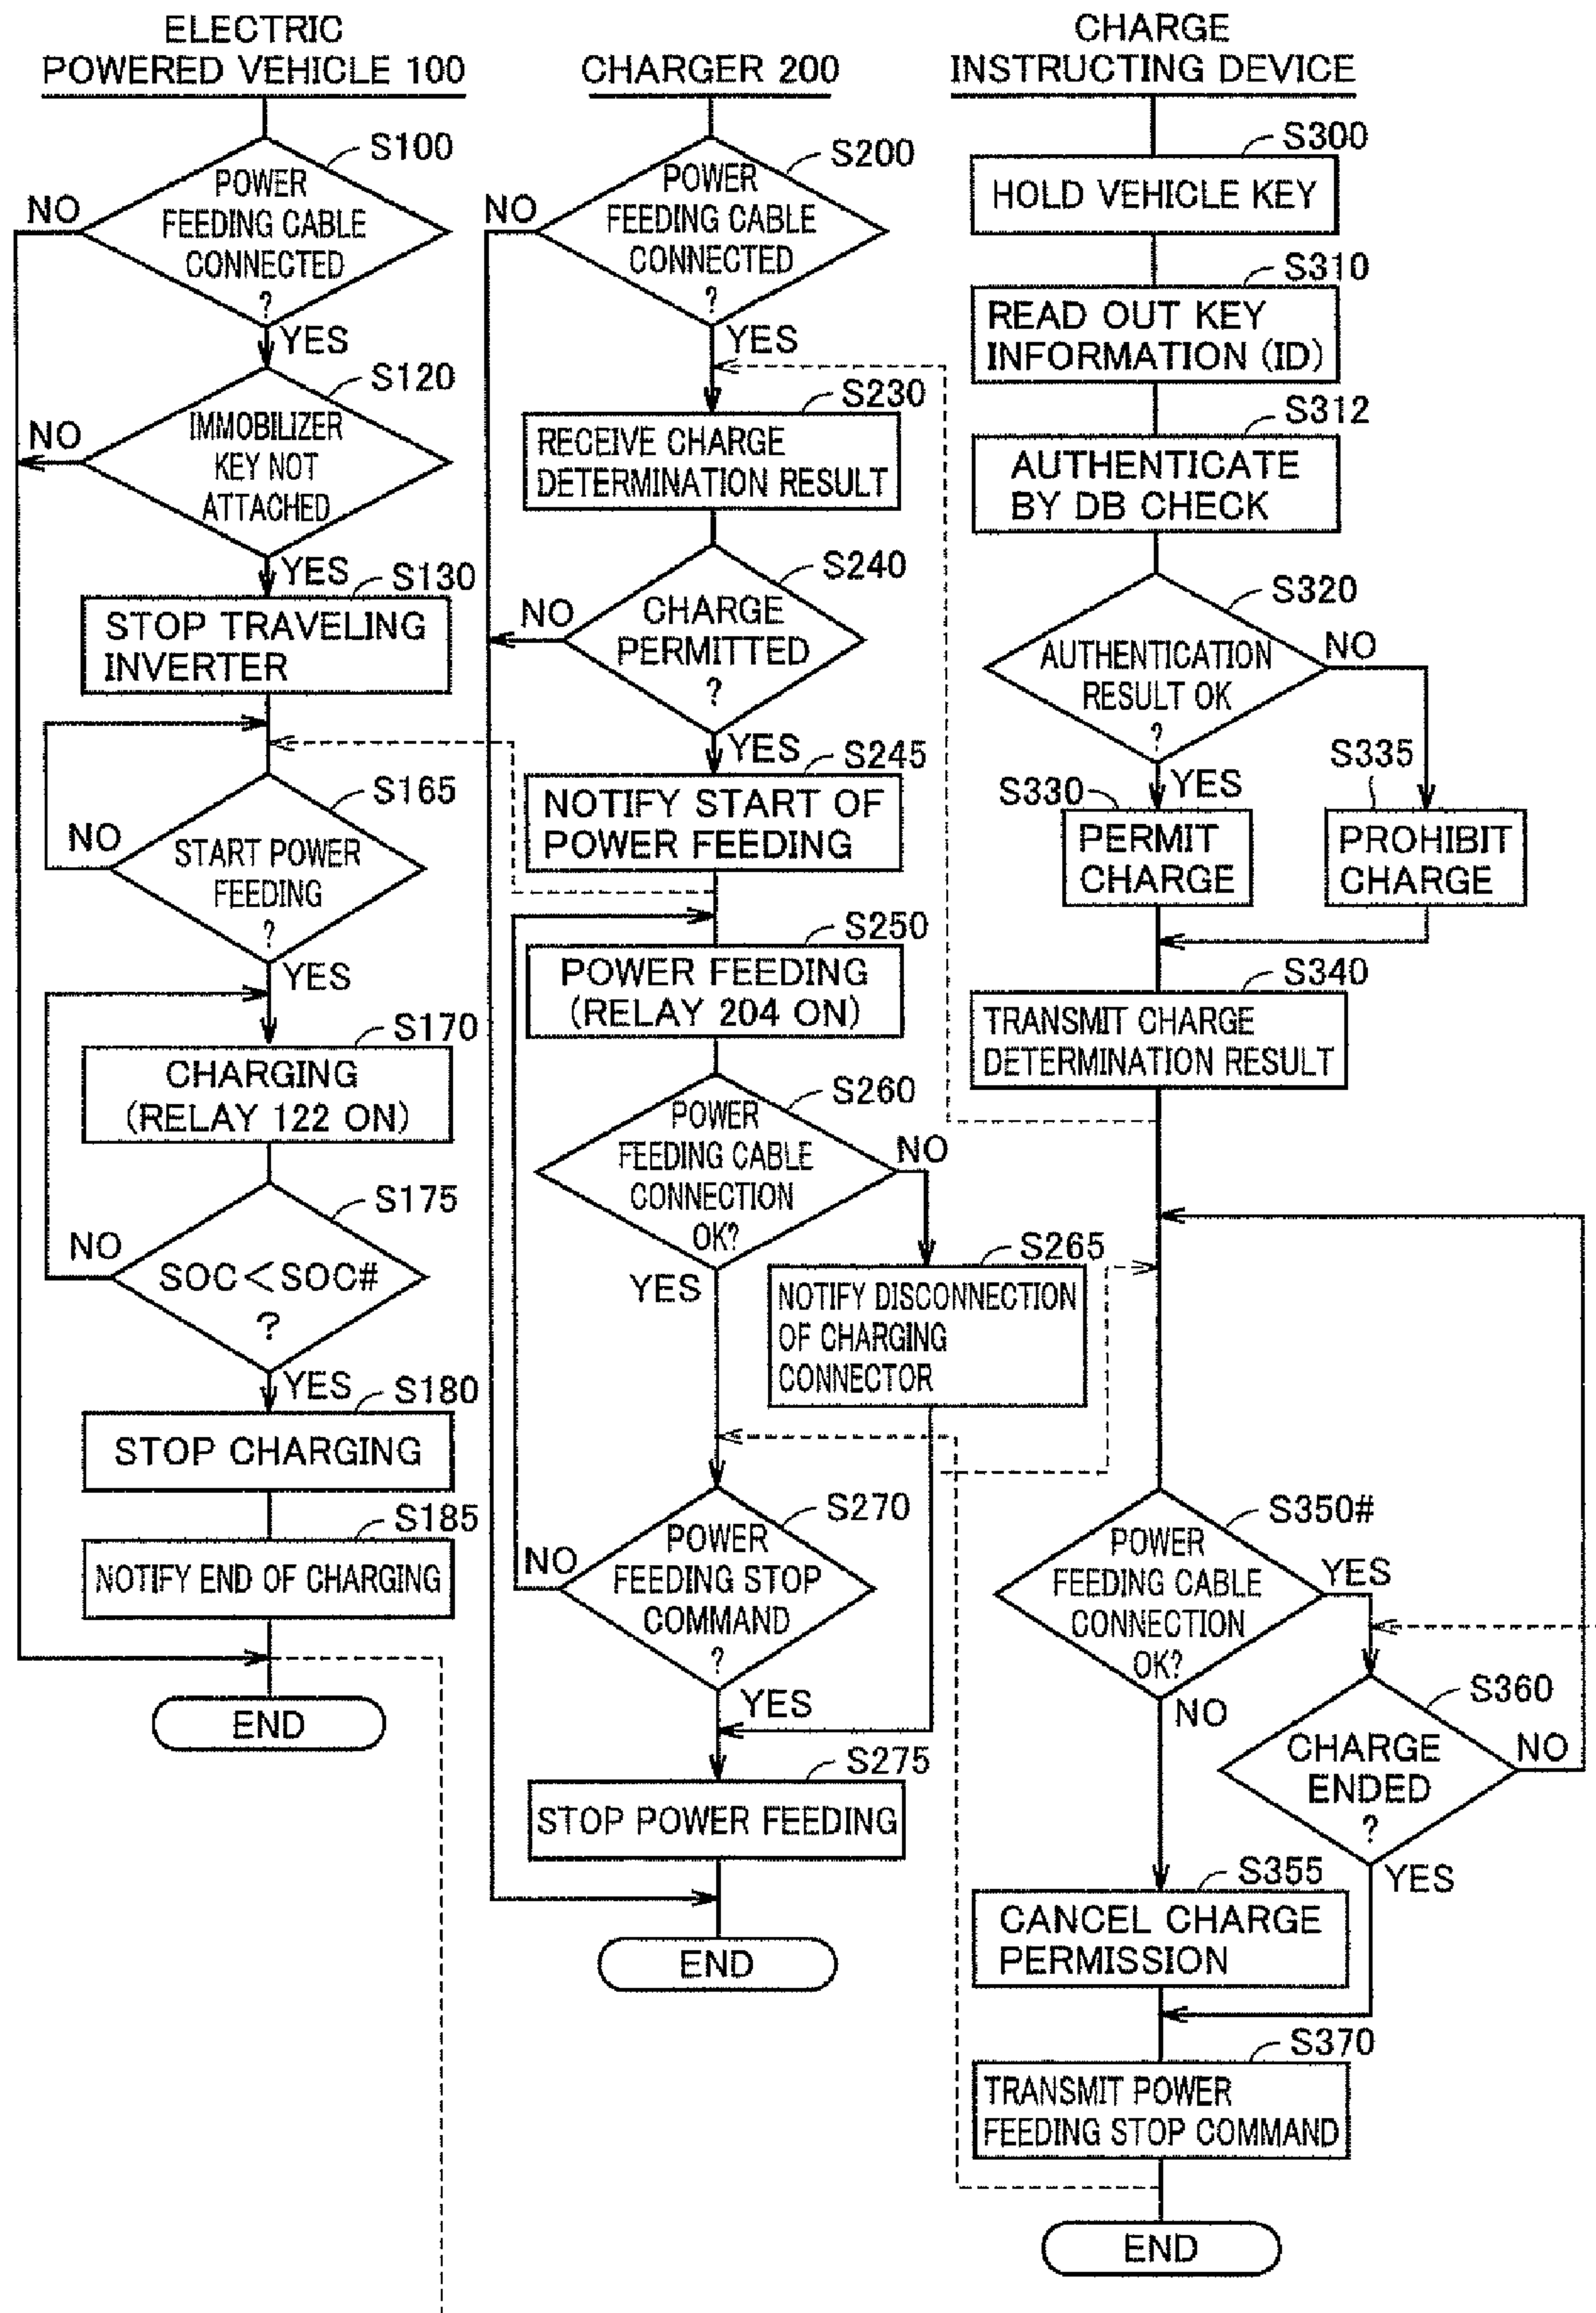 ELECTRIC
POWERED VEHICLE 100
S100
POWER
FEEDING CABLE
CONNECTED
?
NO
YES
S120
IMMOBILIZER
KEY NOT
ATTACHED
NO
YES
S130
STOP TRAVELING
INVERTER
S165
START POWER
FEEDING
?
NO
YES
S170
CHARGING
(RELAY 122 ON)
S175
SOC<SOC#
?
NO
YES
S180
STOP CHARGING
S185
NOTIFY END OF CHARGING
END
CHARGER 200
S200
POWER
FEEDING CABLE
CONNECTED
?
NO
YES
S230
RECEIVE CHARGE
DETERMINATION RESULT
S240
CHARGE
PERMITTED
?
NO
YES
S245
NOTIFY START OF
POWER FEEDING
S250
POWER FEEDING
(RELAY 204 ON)
S260
POWER
FEEDING CABLE
CONNECTION
OK?
NO
YES
S265
NOTIFY DISCONNECTION
OF CHARGING
CONNECTOR
S270
POWER
FEEDING STOP
COMMAND
?
NO
YES
S275
STOP POWER FEEDING
END
CHARGE
INSTRUCTING DEVICE
S300
HOLD VEHICLE KEY
S310
READ OUT KEY
INFORMATION (ID)
S312
AUTHENTICATE
BY DB CHECK
S320
AUTHENTICATION
RESULT OK
?
NO
YES
S330
PERMIT
CHARGE
S335
PROHIBIT
CHARGE
S340
TRANSMIT CHARGE
DETERMINATION RESULT
S350#
POWER
FEEDING CABLE
CONNECTION
OK?
YES
NO
S360
CHARGE
ENDED
?
NO
YES
S355
CANCEL CHARGE
PERMISSION
S370
TRANSMIT POWER
FEEDING STOP COMMAND
END